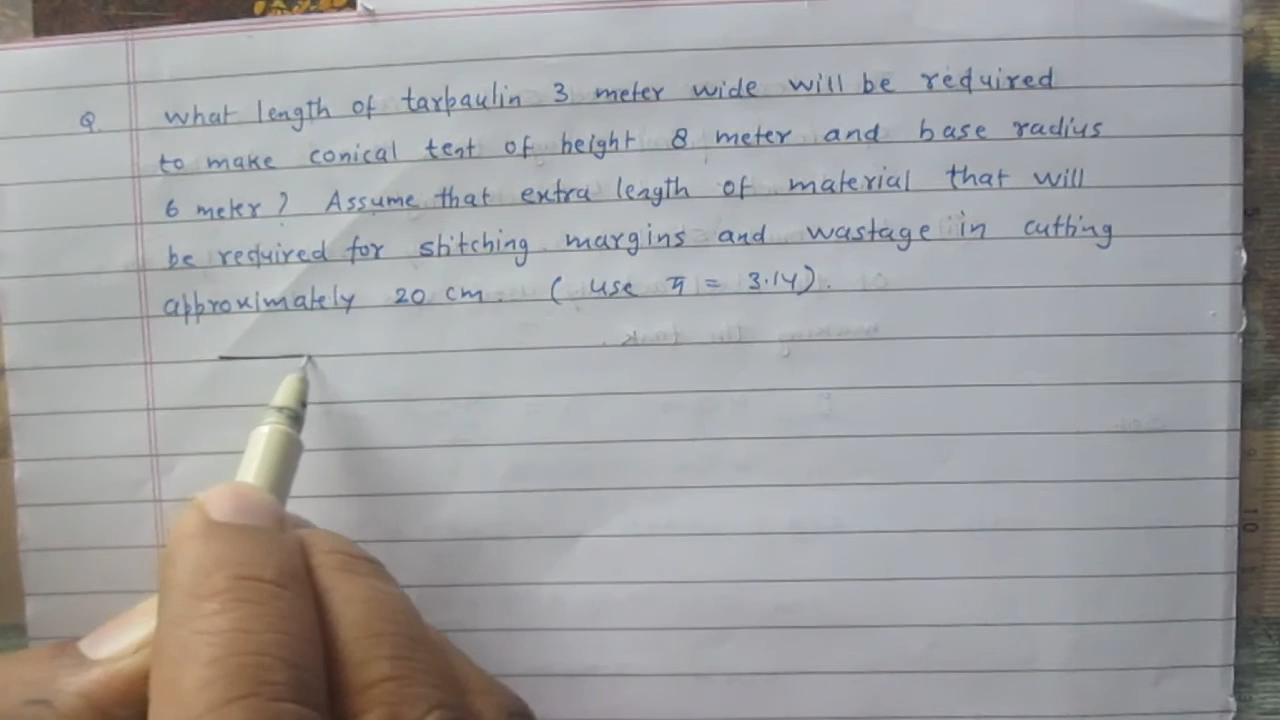 Q. What length of tarpaulin 3 meter wide will be required
to make conical tent of height 8 meter and base radius
6 meter? Assume that extra length of material that will
be required for stitching margins and wastage in cutting
approximately 20 cm. (use π = 3.14).
10